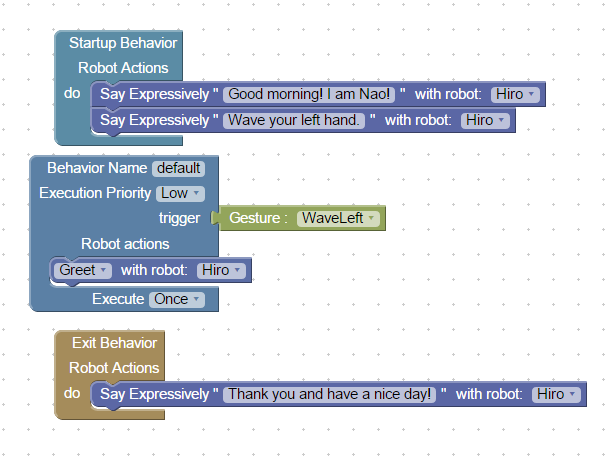 Startup Behavior
Robot Actions
do Say Expressively " Good morning! I am Nao! " with robot: Hiro
Say Expressively " Wave your left hand. " with robot: Hiro
Behavior Name default
Execution Priority Low
trigger Gesture : WaveLeft
Robot actions
Greet with robot: Hiro
Execute Once
Exit Behavior
Robot Actions
do Say Expressively " Thank you and have a nice day! " with robot: Hiro